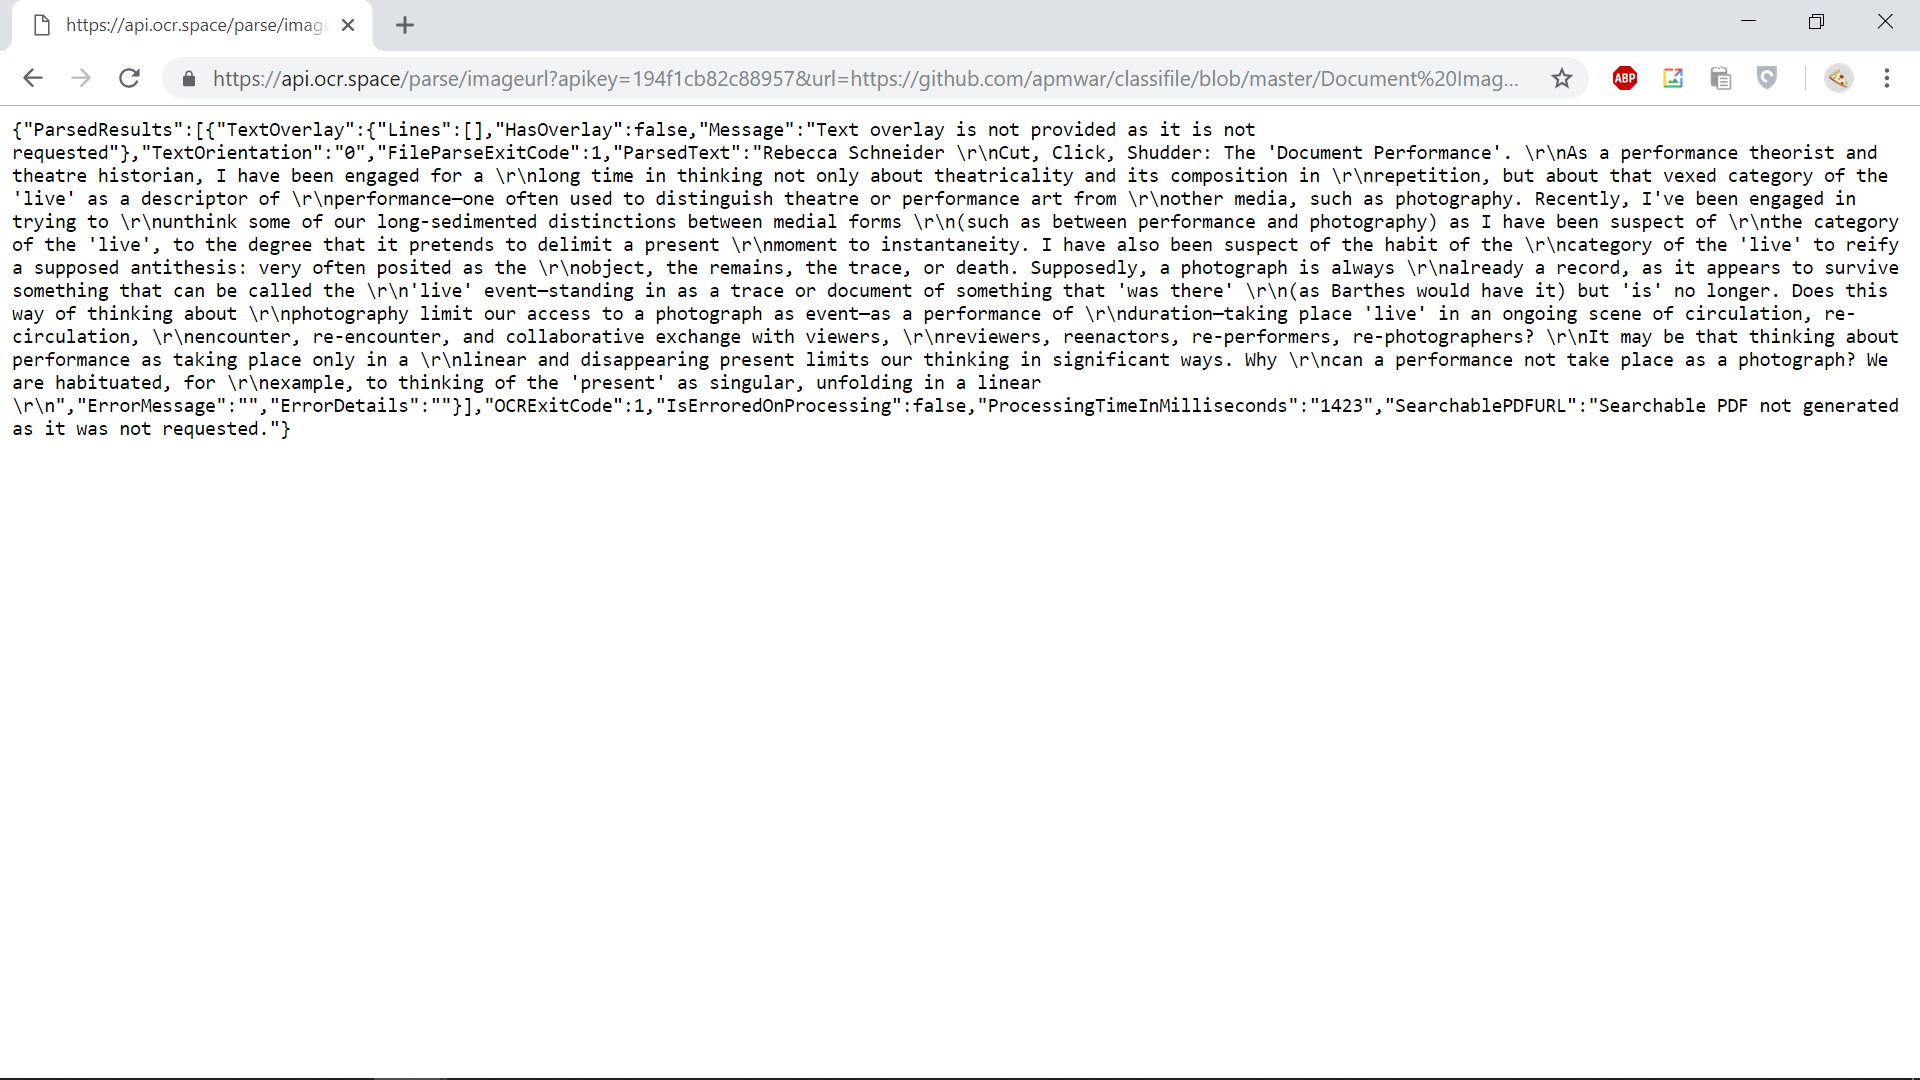 https://api.ocr.space/parse/imag
https://api.ocr.space/parse/imageurl?apikey=194f1cb82c88957&url=https://github.com/apmwar/classifile/blob/master/Document%20Imag...
ABP
{"ParsedResults":[{"TextOverlay":{"Lines":[],"HasOverlay":false,"Message":"Text overlay is not provided as it is not
requested"},"TextOrientation":"0","FileParseExitCode":1,"ParsedText":"Rebecca Schneider \r\nCut, Click, Shudder: The 'Document Performance'. \r\nAs a performance theorist and
theatre historian, I have been engaged for a \r\nlong time in thinking not only about theatricality and its composition in \r\nrepetition, but about that vexed category of the
'live' as a descriptor of \r\nperformance—one often used to distinguish theatre or performance art from \r\nother media, such as photography. Recently, I've been engaged in
trying to \r\nunthink some of our long-sedimented distinctions between medial forms \r\n(such as between performance and photography) as I have been suspect of \r\nthe category
of the 'live', to the degree that it pretends to delimit a present \r\nmoment to instantaneity. I have also been suspect of the habit of the \r\ncategory of the 'live' to reify
a supposed antithesis: very often posited as the \r\nobject, the remains, the trace, or death. Supposedly, a photograph is always \r\nalready a record, as it appears to survive
something that can be called the \r\n'live' event—standing in as a trace or document of something that 'was there' \r\n(as Barthes would have it) but 'is' no longer. Does this
way of thinking about \r\nphotography limit our access to a photograph as event—as a performance of \r\nduration—taking place 'live' in an ongoing scene of circulation, re-
circulation, \r\nencounter, re-encounter, and collaborative exchange with viewers, \r\nreviewers, reenactors, re-performers, re-photographers? \r\nIt may be that thinking about
performance as taking place only in a \r\nlinear and disappearing present limits our thinking in significant ways. Why \r\ncan a performance not take place as a photograph? We
are habituated, for \r\nexample, to thinking of the 'present' as singular, unfolding in a linear
\r\n","ErrorMessage":"","ErrorDetails":""}],"OCRExitCode":1,"IsErroredOnProcessing":false,"ProcessingTimeInMilliseconds":"1423","SearchablePDFURL":"Searchable PDF not generated
as it was not requested."}